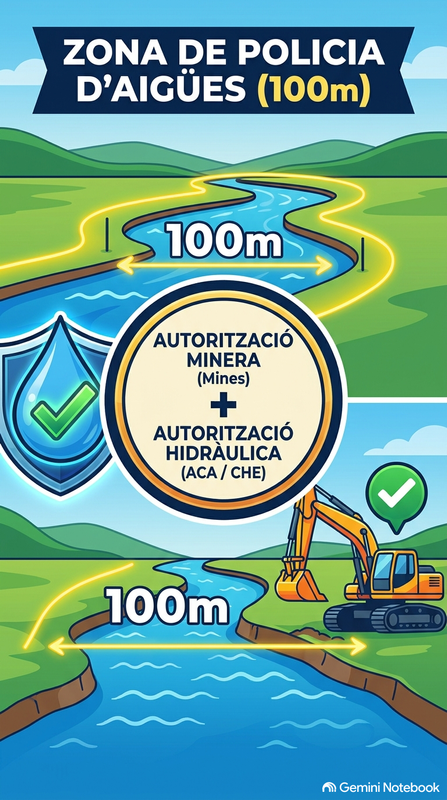 ZONA DE POLICIA
D'AIGÜES (100m)
100m
AUTORITZACIÓ
MINERA
(Mines)
+
AUTORITZACIÓ
HIDRÀULICA
(ACA / CHE)
100m
Gemini Notebook